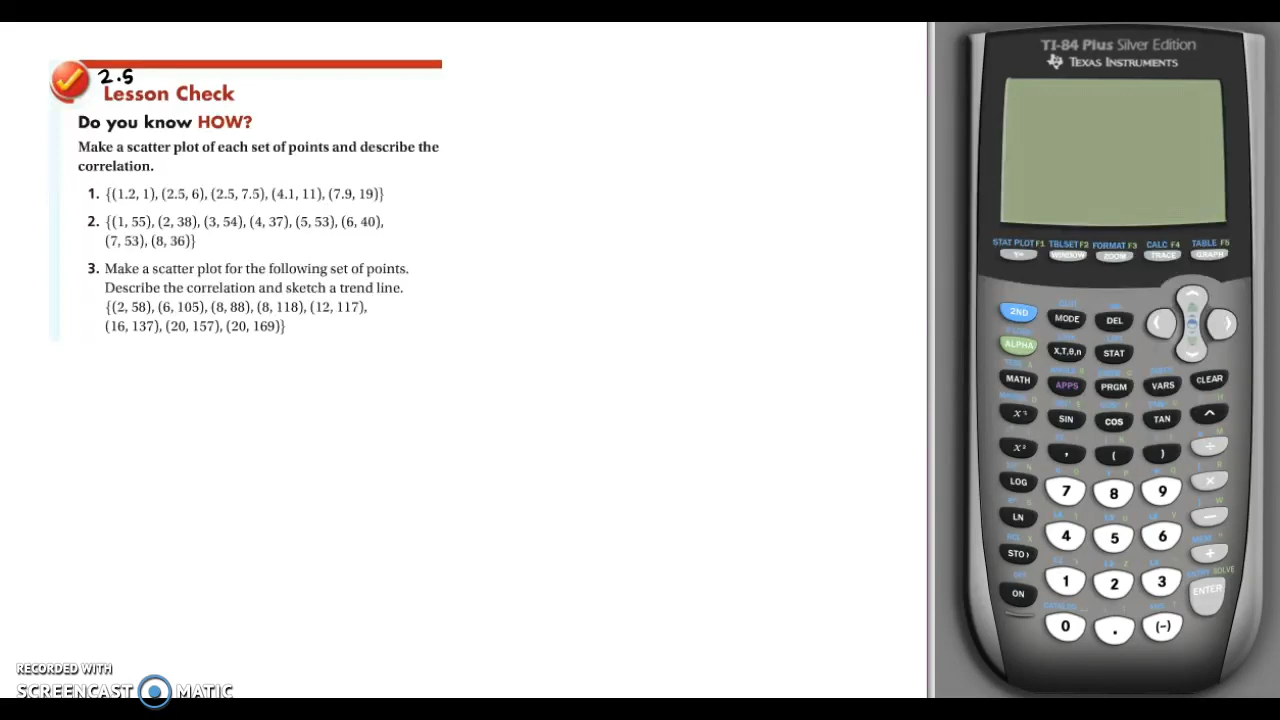 2.5
Lesson Check
Do you know HOW?
Make a scatter plot of each set of points and describe the
correlation.
1. {(1.2, 1), (2.5, 6), (2.5, 7.5), (4.1, 11), (7.9, 19)}
2. {(1, 55), (2, 38), (3, 54), (4, 37), (5, 53), (6, 40),
(7, 53), (8, 36)}
3. Make a scatter plot for the following set of points.
Describe the correlation and sketch a trend line.
{(2, 58), (6, 105), (8, 88), (8, 118), (12, 117),
(16, 137), (20, 157), (20, 169)}
RECORDED WITH
SCREENCAST MATIC
TI-84 Plus Silver Edition
TEXAS INSTRUMENTS
STAT PLOT F1 TBLSET F2 FORMAT F3 CALC F4 TABLE F5
Y= WINDOW ZOOM TRACE GRAPH
2ND MODE DEL
ALPHA X,T,θ,n STAT
MATH APPS PRGM VARS CLEAR
SIN COS TAN ^
x² , ( ) ÷
LOG 7 8 9 ×
LN 4 5 6 −
STO› 1 2 3 +
ENTRY SOLVE
ON 0 . (−) ENTER